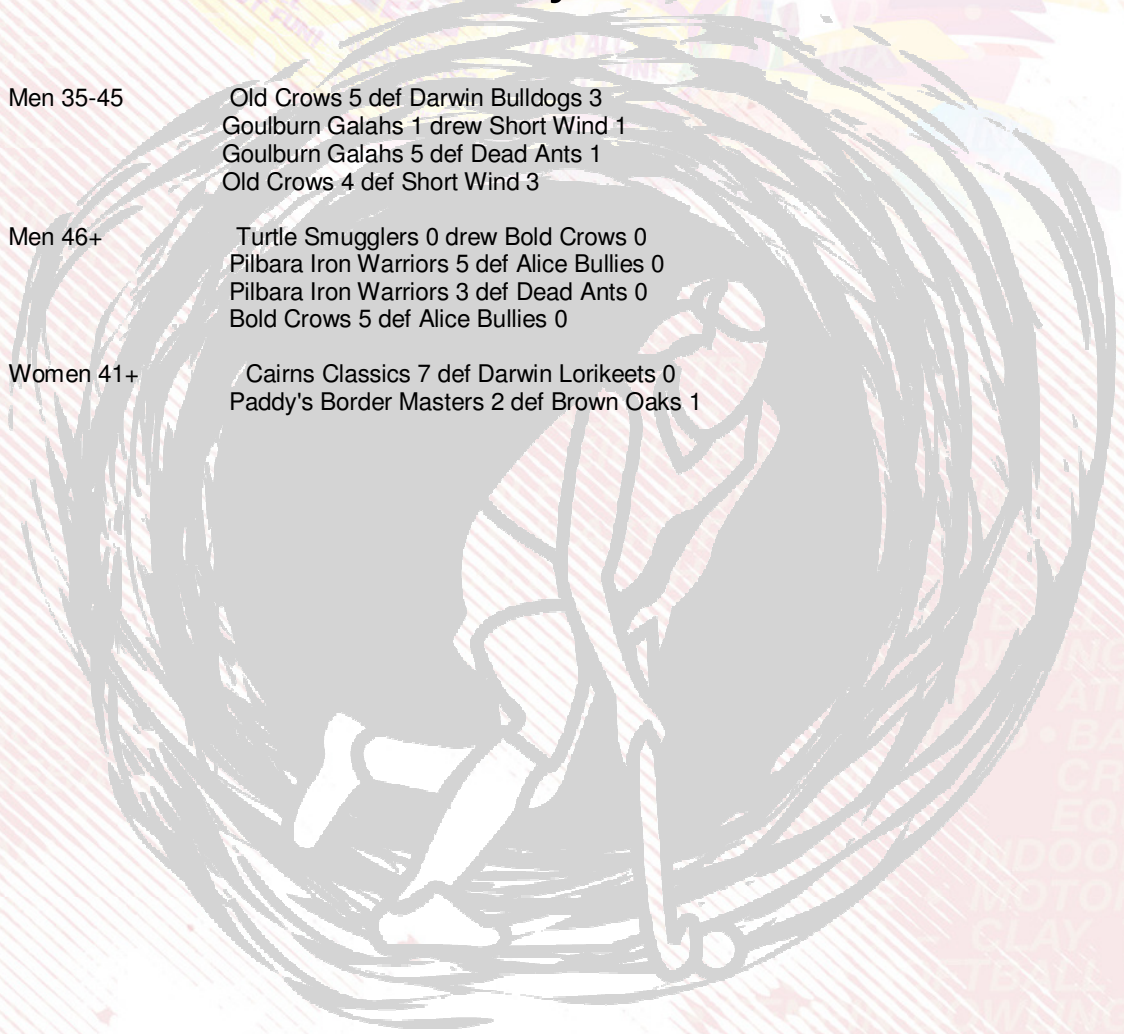 Men 35-45 Old Crows 5 def Darwin Bulldogs 3
Goulburn Galahs 1 drew Short Wind 1
Goulburn Galahs 5 def Dead Ants 1
Old Crows 4 def Short Wind 3
Men 46+ Turtle Smugglers 0 drew Bold Crows 0
Pilbara Iron Warriors 5 def Alice Bullies 0
Pilbara Iron Warriors 3 def Dead Ants 0
Bold Crows 5 def Alice Bullies 0
Women 41+ Cairns Classics 7 def Darwin Lorikeets 0
Paddy's Border Masters 2 def Brown Oaks 1
CLAY